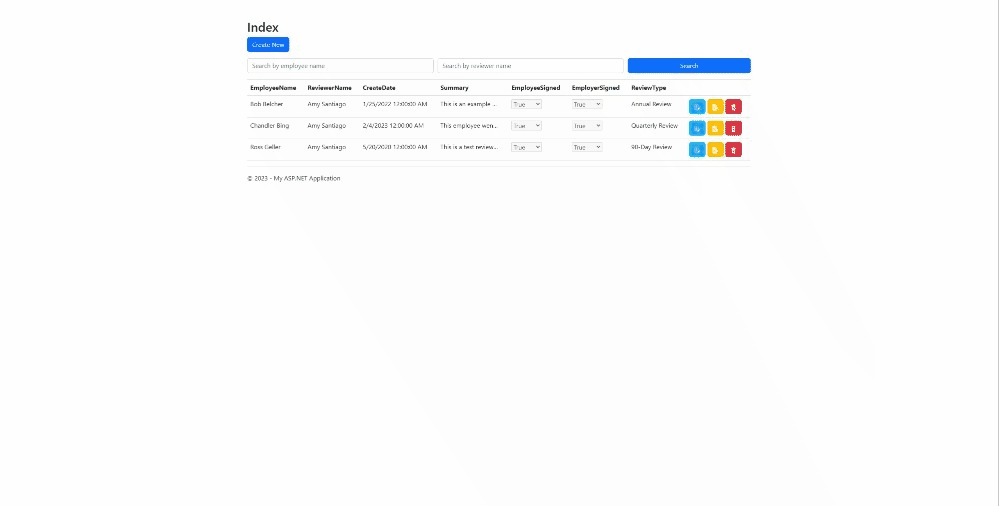 Index
Create New
Search by employee name Search by reviewer name Search
EmployeeName ReviewerName CreateDate Summary EmployeeSigned EmployerSigned ReviewType
Bob Belcher Amy Santiago 1/25/2022 12:00:00 AM This is an example ... True True Annual Review
Chandler Bing Amy Santiago 2/4/2023 12:00:00 AM This employee wen... True True Quarterly Review
Ross Geller Amy Santiago 5/20/2020 12:00:00 AM This is a test review... True True 90-Day Review
© 2023 - My ASP.NET Application